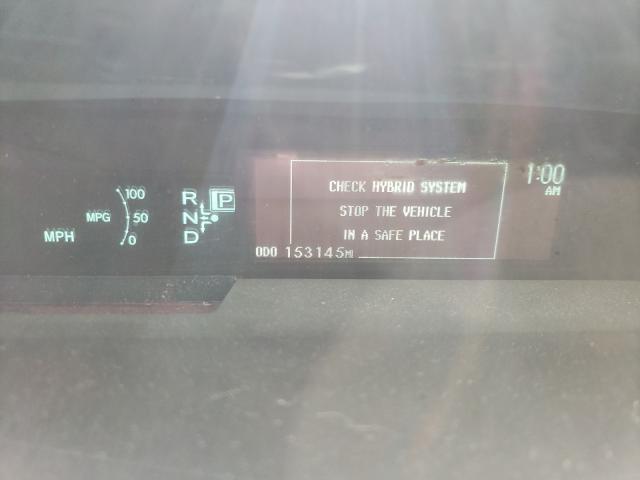 100
MPG 50
MPH 0
R P
N
D
CHECK HYBRID SYSTEM
STOP THE VEHICLE
IN A SAFE PLACE
ODO 153145MI
1:00
AM